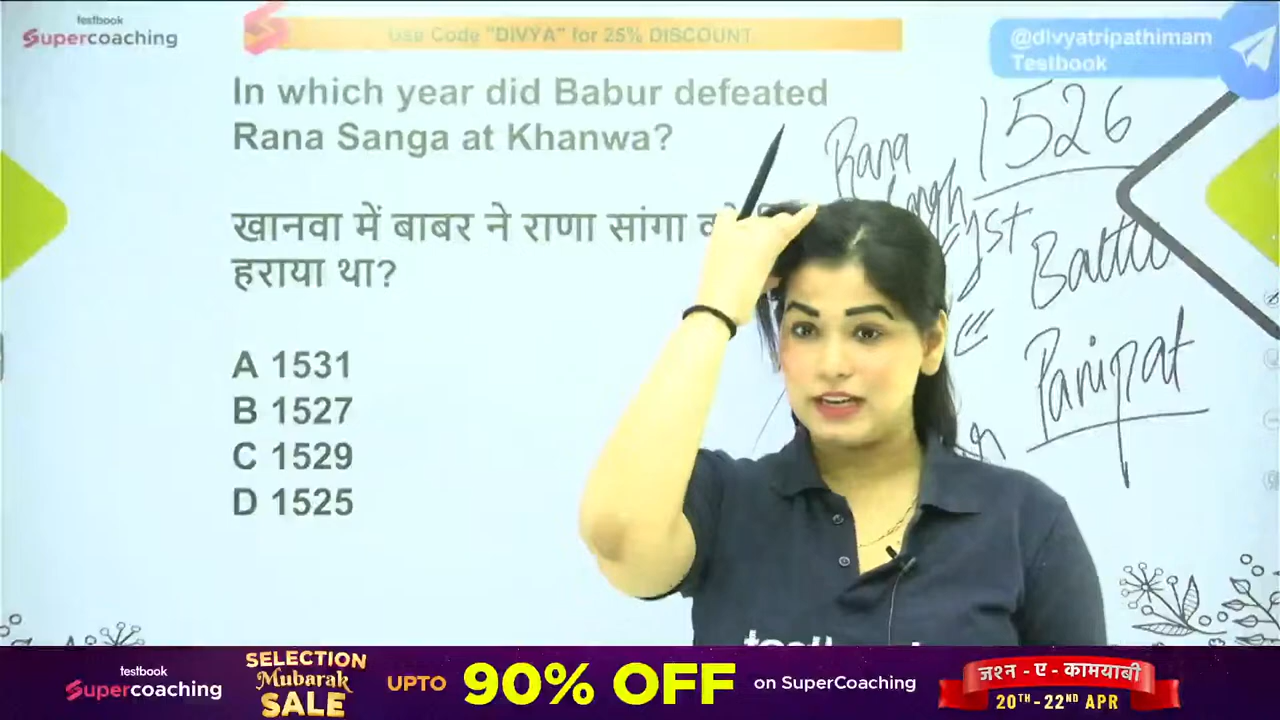 testbook
Supercoaching
Use Code "DIVYA" for 25% DISCOUNT
@divyatripathimam
Testbook
In which year did Babur defeated
Rana Sanga at Khanwa?
खानवा में बाबर ने राणा सांगा
हराया था?
A 1531
B 1527
C 1529
D 1525
1526
Rana
Battle
Panipat
testbook
Supercoaching
SELECTION
Mubarak
SALE
UPTO
90% OFF
on SuperCoaching
जश्न - ए - कामयाबी
20TH-22ND APR